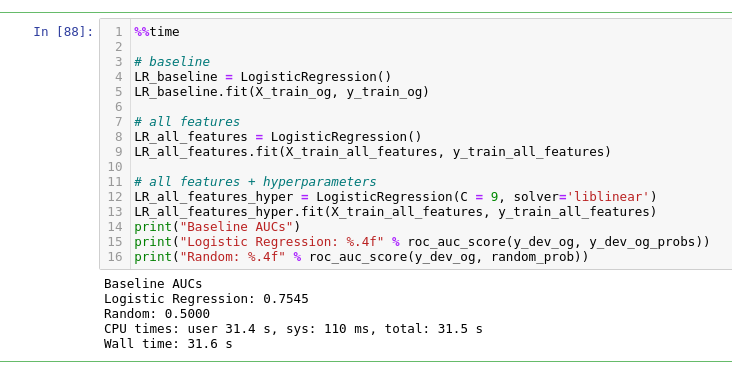 In [88]:
1 %%time
2
3 # baseline
4 LR_baseline = LogisticRegression()
5 LR_baseline.fit(X_train_og, y_train_og)
6
7 # all features
8 LR_all_features = LogisticRegression()
9 LR_all_features.fit(X_train_all_features, y_train_all_features)
10
11 # all features + hyperparameters
12 LR_all_features_hyper = LogisticRegression(C = 9, solver='liblinear')
13 LR_all_features_hyper.fit(X_train_all_features, y_train_all_features)
14 print("Baseline AUCs")
15 print("Logistic Regression: %.4f" % roc_auc_score(y_dev_og, y_dev_og_probs))
16 print("Random: %.4f" % roc_auc_score(y_dev_og, random_prob))
Baseline AUCs
Logistic Regression: 0.7545
Random: 0.5000
CPU times: user 31.4 s, sys: 110 ms, total: 31.5 s
Wall time: 31.6 s